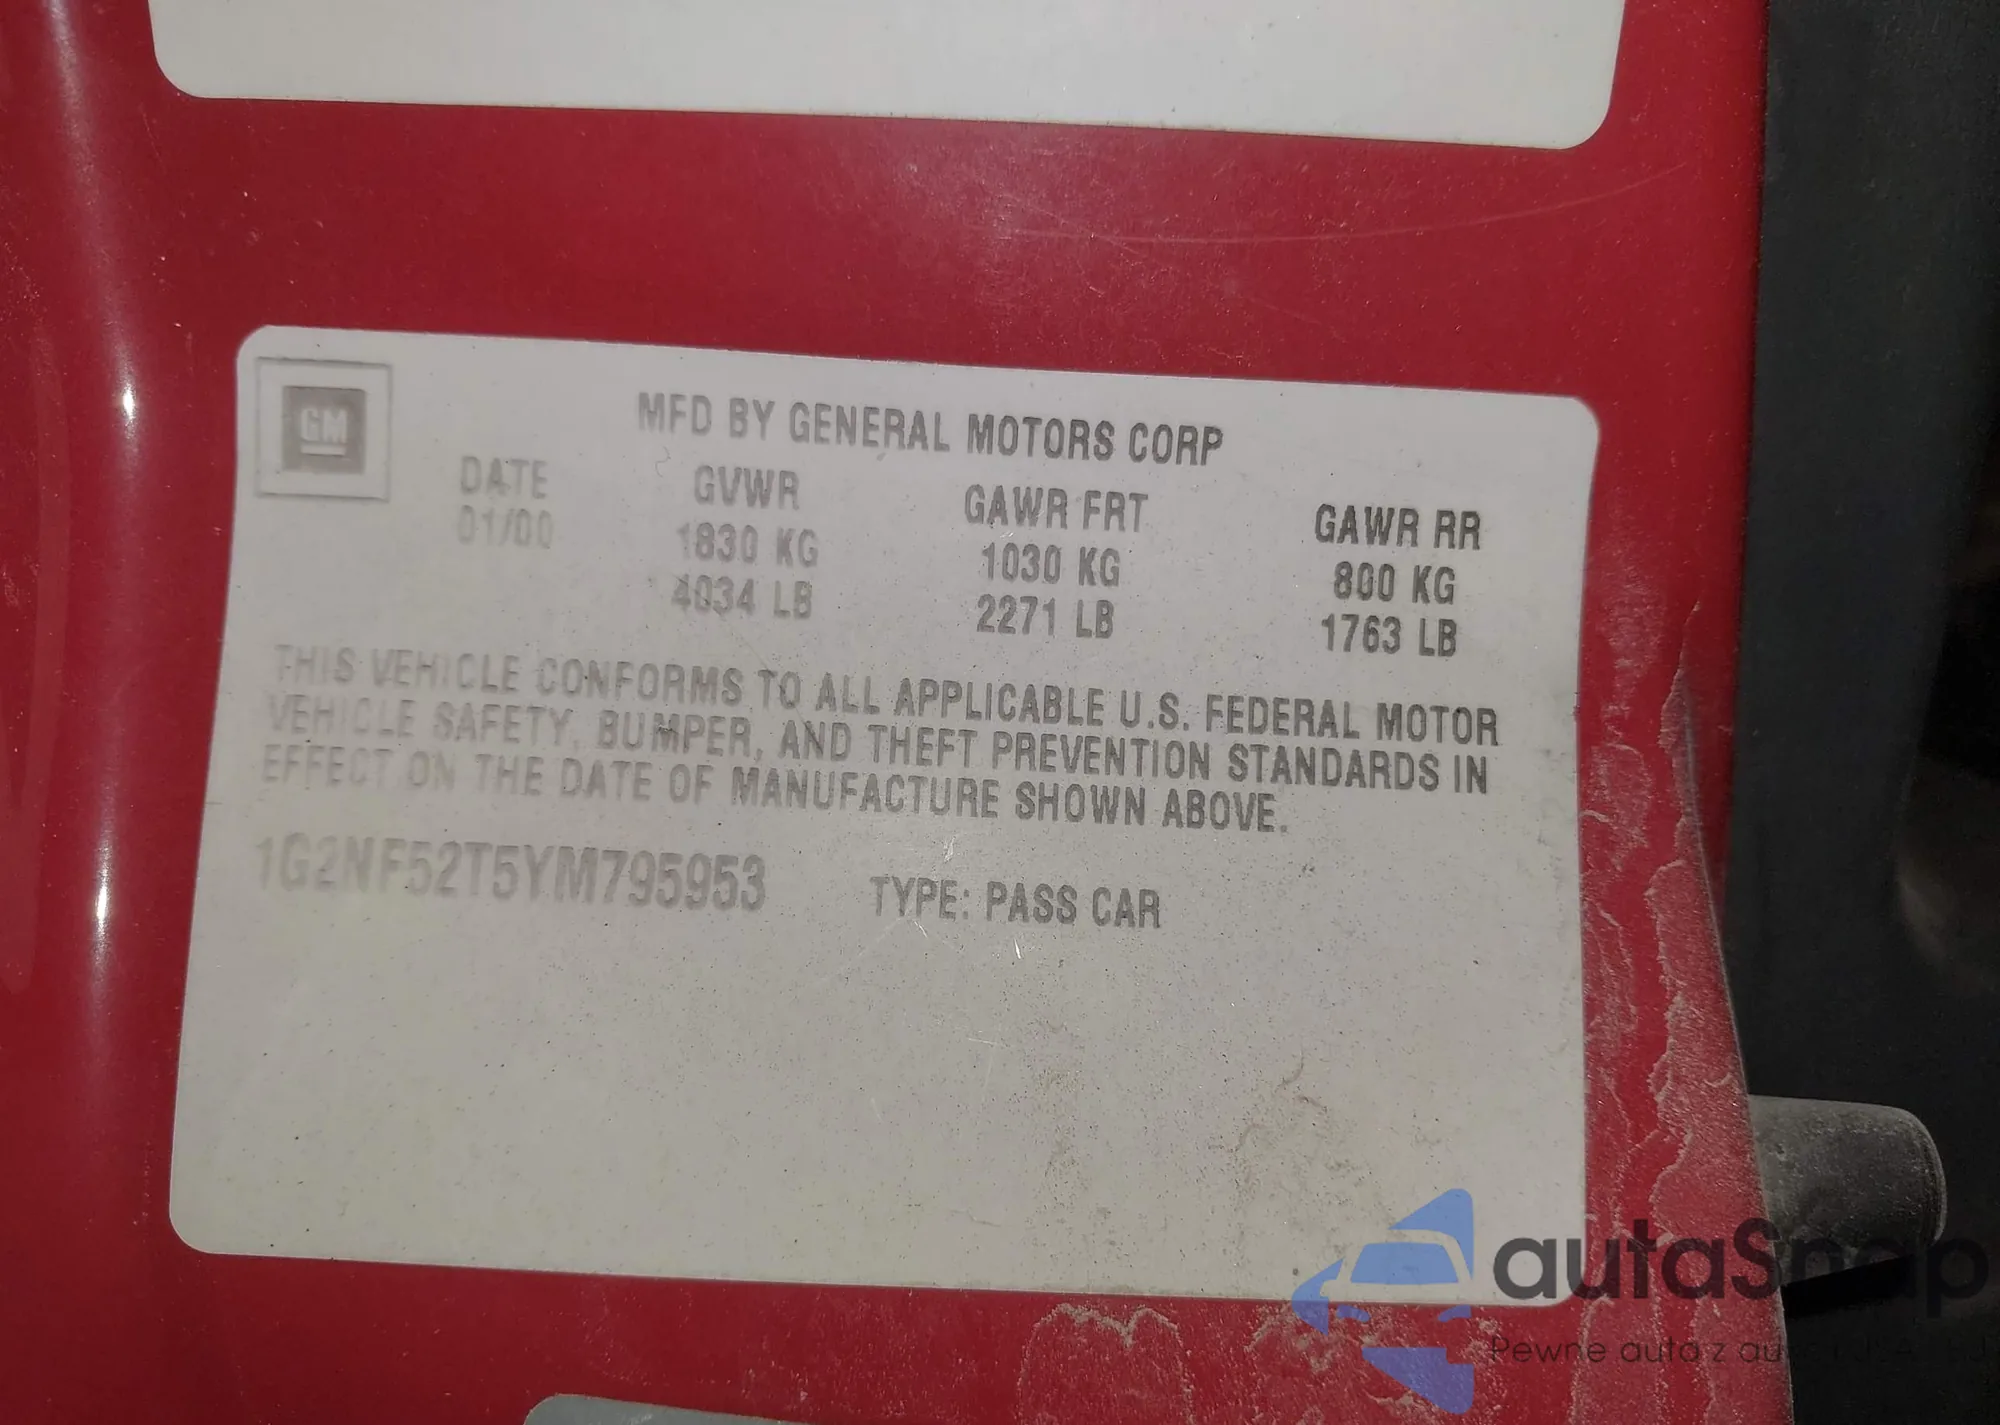 GM
MFD BY GENERAL MOTORS CORP
DATE GVWR GAWR FRT GAWR RR
01/00 1830 KG 1030 KG 800 KG
4034 LB 2271 LB 1763 LB
THIS VEHICLE CONFORMS TO ALL APPLICABLE U.S. FEDERAL MOTOR
VEHICLE SAFETY, BUMPER, AND THEFT PREVENTION STANDARDS IN
EFFECT ON THE DATE OF MANUFACTURE SHOWN ABOVE.
1G2NF52T5YM795953 TYPE: PASS CAR
autaSnap
Pewne auta z